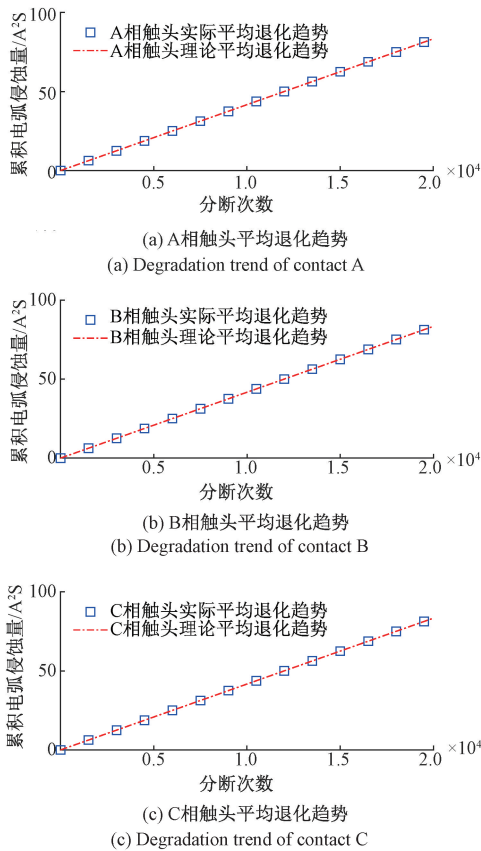 100
A相触头实际平均退化趋势
A相触头理论平均退化趋势
50
0
累积电弧侵蚀量/A²S
0.5 1.0 1.5 2.0 ×10⁴
分断次数
(a) A相触头平均退化趋势
(a) Degradation trend of contact A
100
B相触头实际平均退化趋势
B相触头理论平均退化趋势
50
0
累积电弧侵蚀量/A²S
0.5 1.0 1.5 2.0 ×10⁴
分断次数
(b) B相触头平均退化趋势
(b) Degradation trend of contact B
100
C相触头实际平均退化趋势
C相触头理论平均退化趋势
50
0
累积电弧侵蚀量/A²S
0.5 1.0 1.5 2.0 ×10⁴
分断次数
(c) C相触头平均退化趋势
(c) Degradation trend of contact C